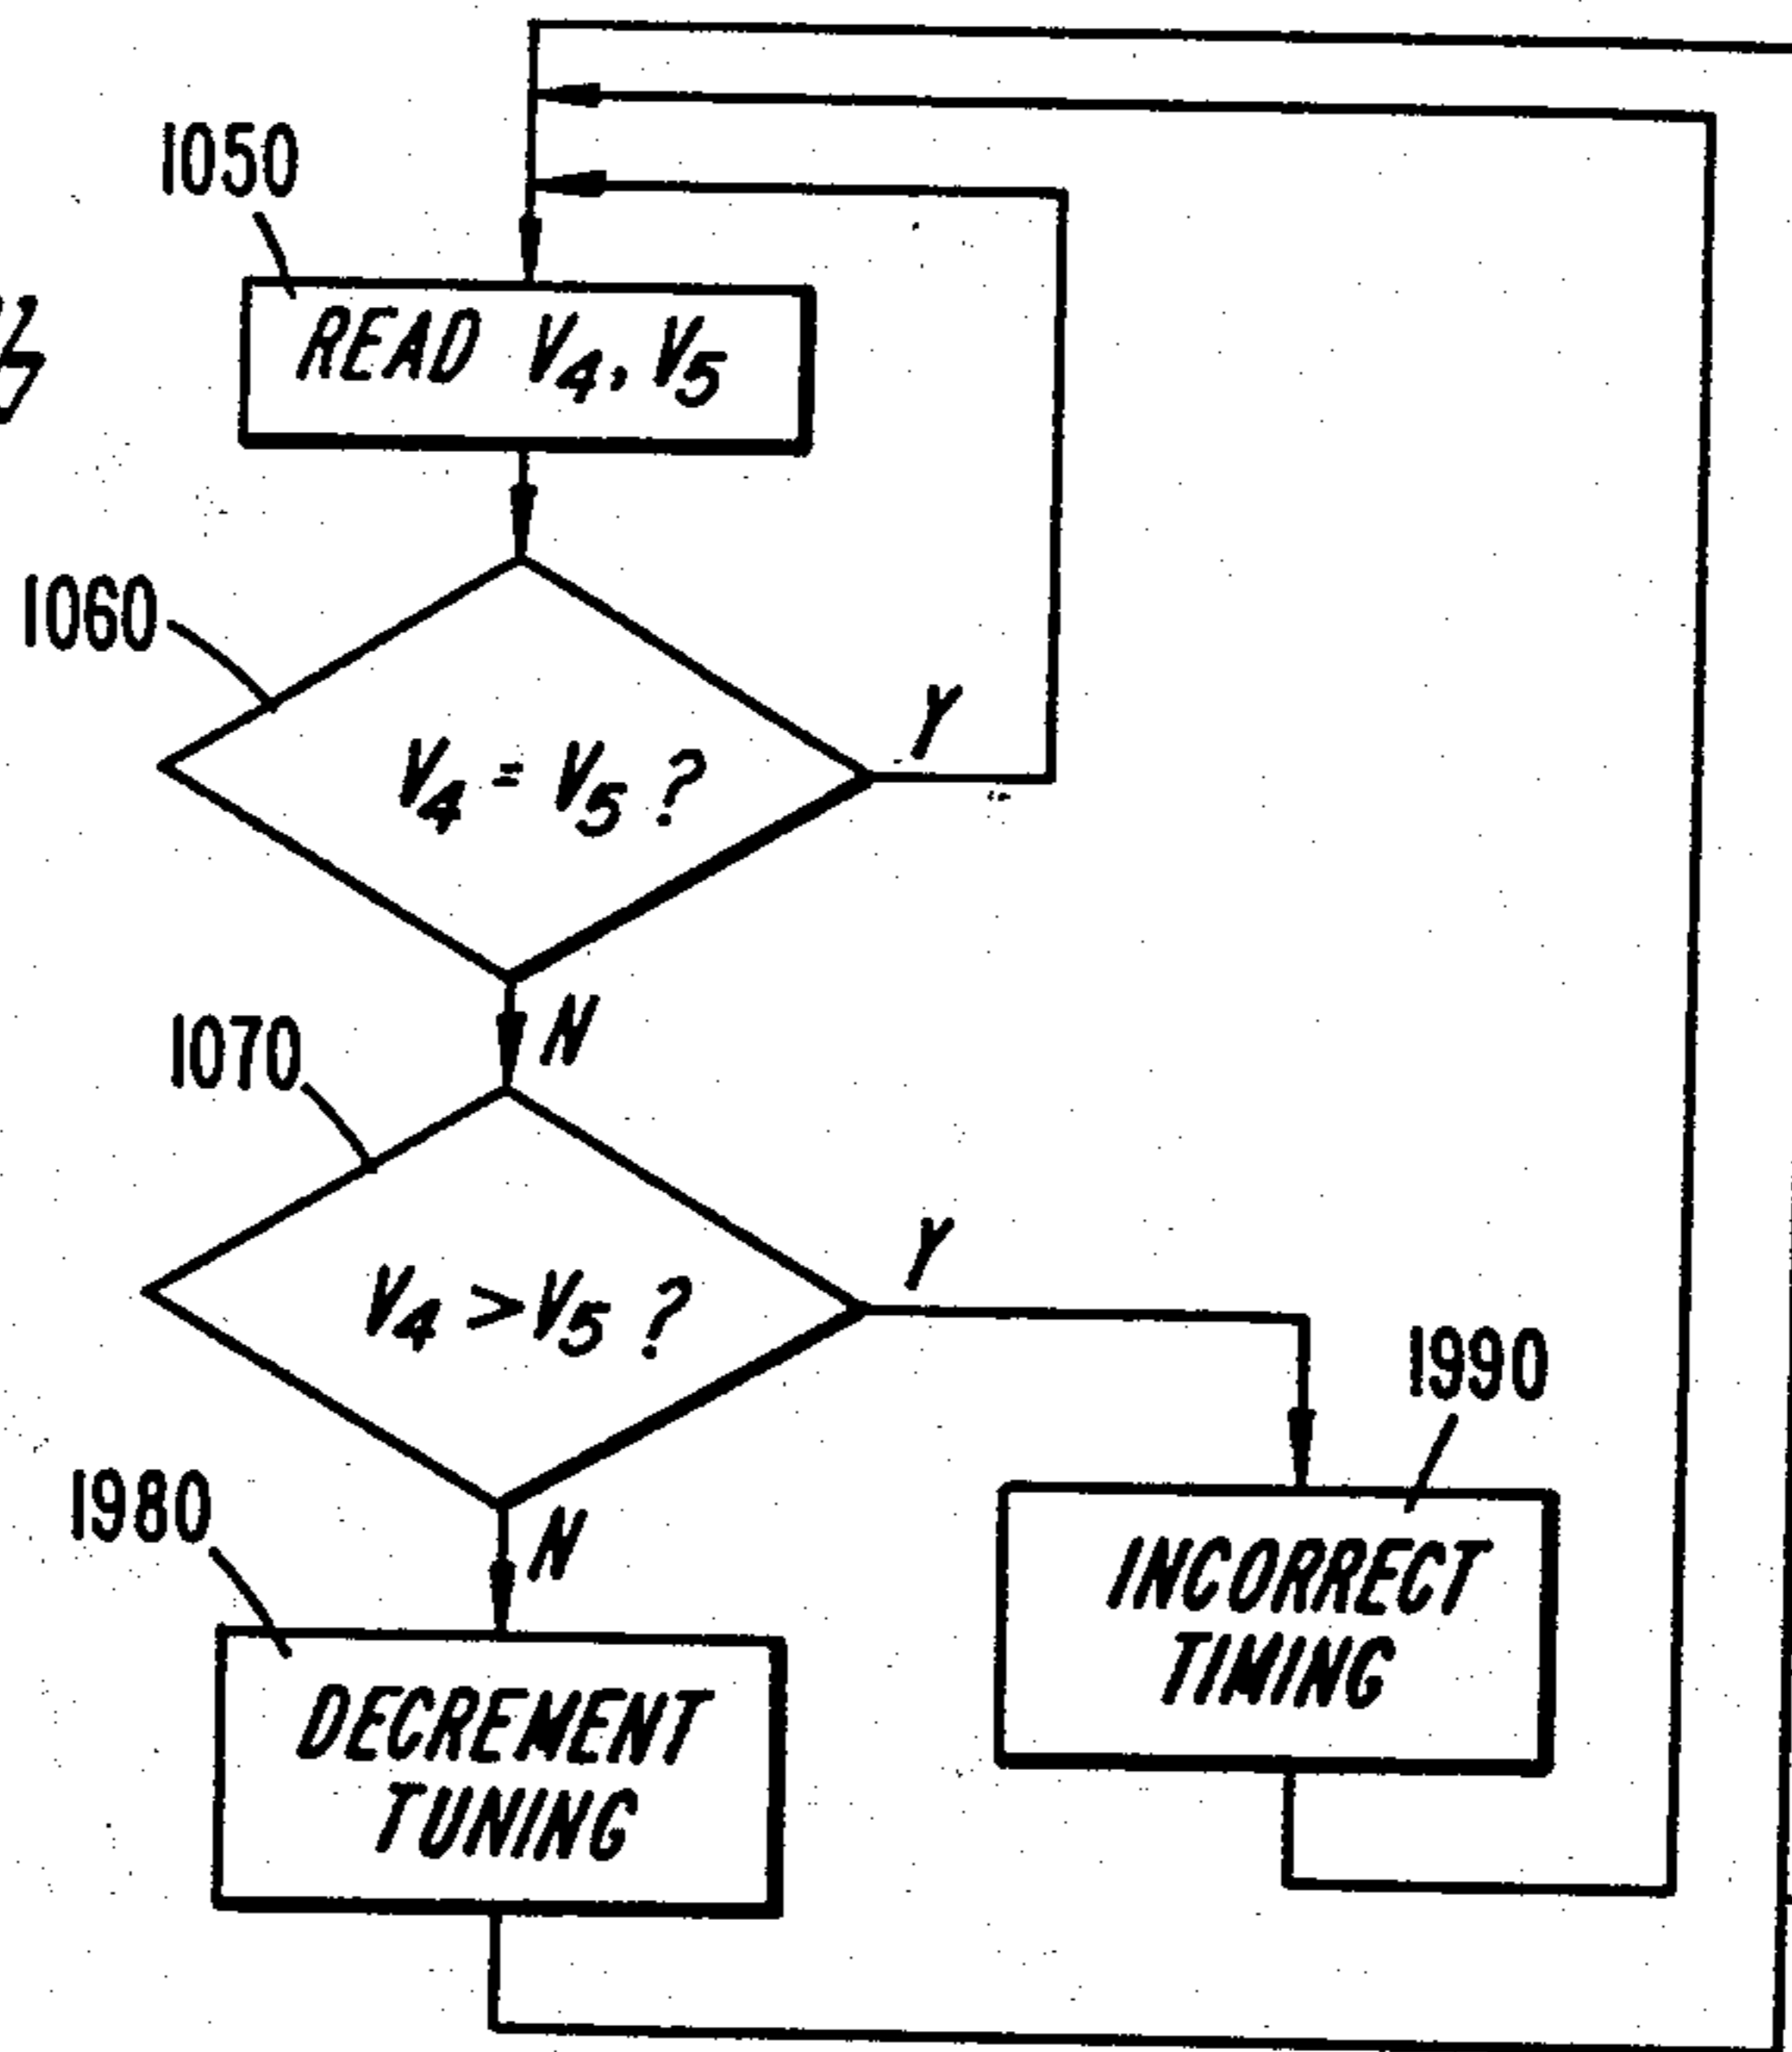 1050
READ V4, V5
1060
V4 = V5 ?
Y
N
1070
V4 > V5 ?
Y
1990
N
1980
INCORRECT
TIMING
DECREMENT
TUNING